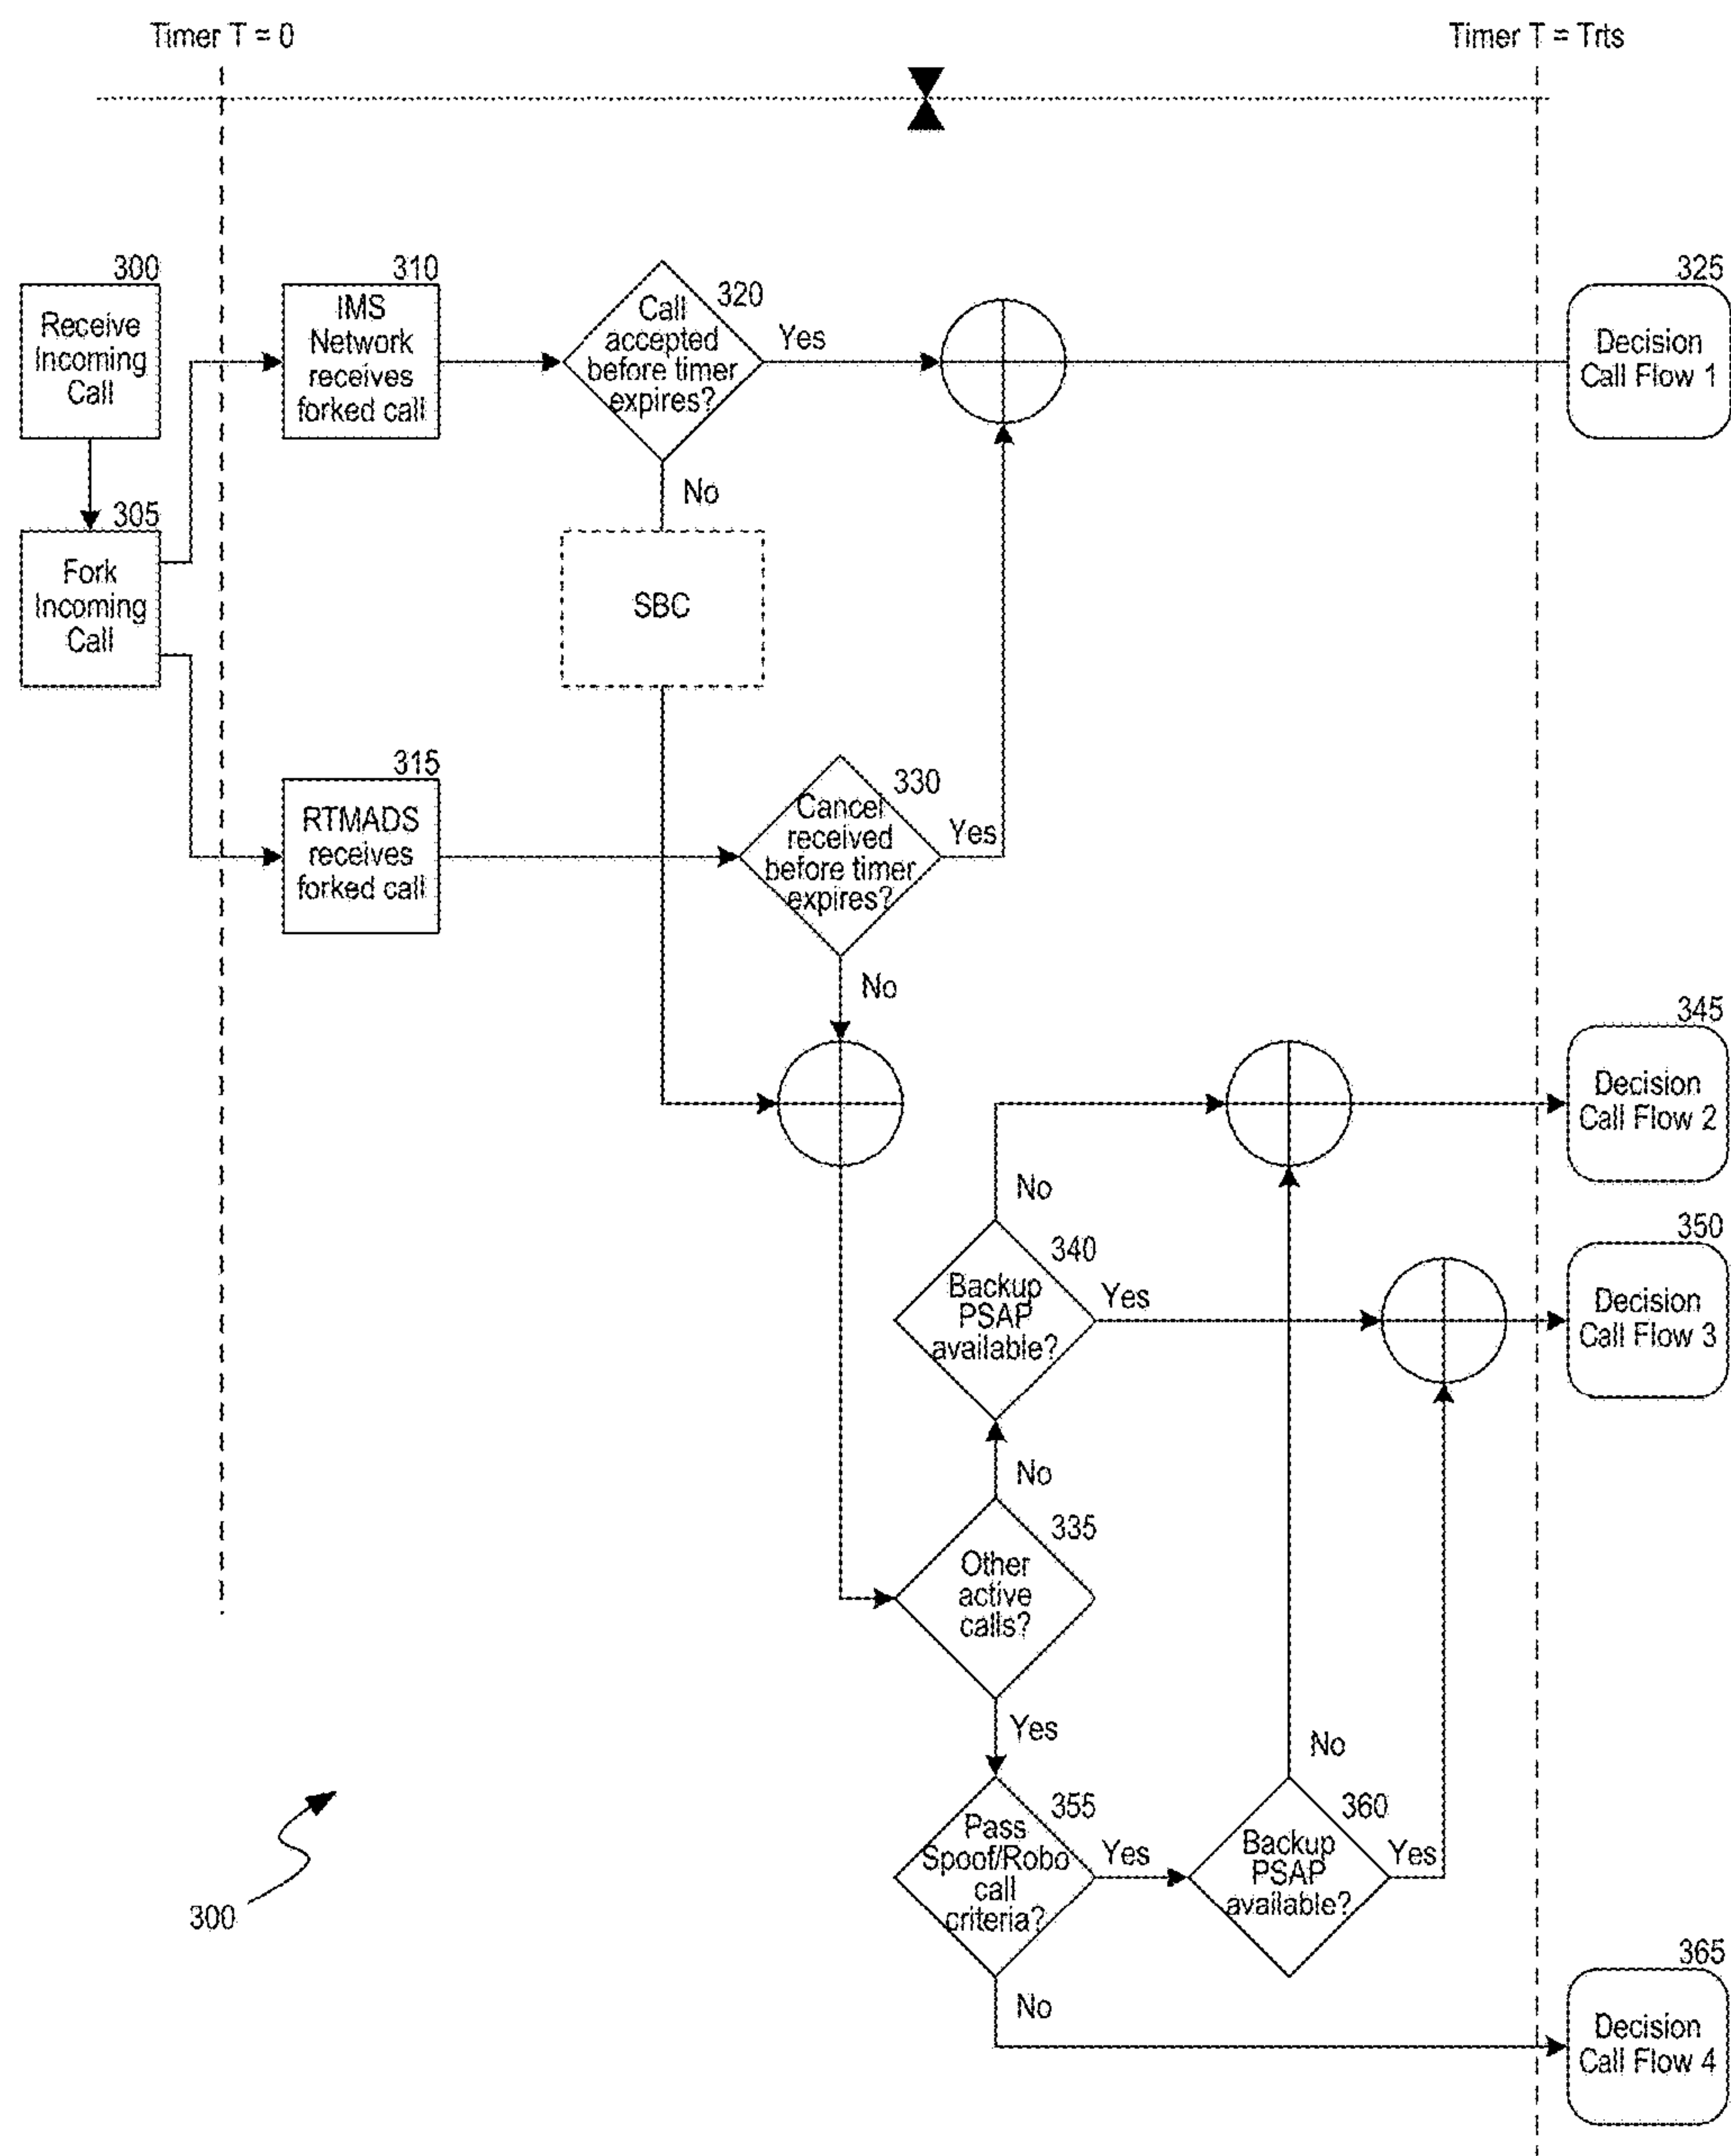 Timer T = 0
Timer T = Trts
300
Receive
Incoming
Call
310
IMS
Network
receives
forked call
320
Call
accepted
before timer
expires?
Yes
No
325
Decision
Call Flow 1
305
Fork
Incoming
Call
SBC
315
RTMADS
receives
forked call
330
Cancel
received
before timer
expires?
Yes
No
345
Decision
Call Flow 2
No
340
Backup
PSAP
available?
Yes
350
Decision
Call Flow 3
No
335
Other
active
calls?
Yes
355
Pass
Spoof/Robo
call
criteria?
Yes
No
No
360
Backup
PSAP
available?
Yes
300
365
Decision
Call Flow 4